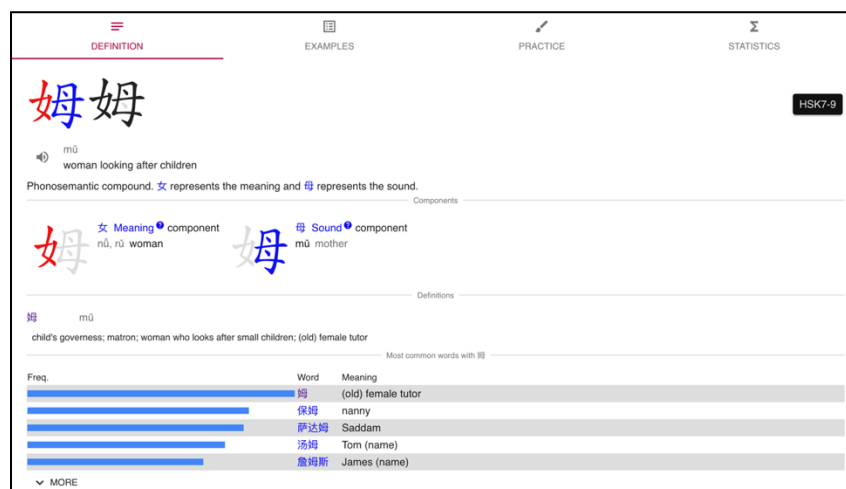 DEFINITION EXAMPLES PRACTICE STATISTICS
姆 姆
HSK7-9
mǔ
woman looking after children
Phonosemantic compound. 女 represents the meaning and 母 represents the sound.
Components
姆 女 Meaning ? component 姆 母 Sound ? component
nǚ, rǔ woman mǔ mother
Definitions
姆 mǔ
child's governess; matron; woman who looks after small children; (old) female tutor
Most common words with 姆
Freq. Word Meaning
姆 (old) female tutor
保姆 nanny
萨达姆 Saddam
汤姆 Tom (name)
詹姆斯 James (name)
MORE